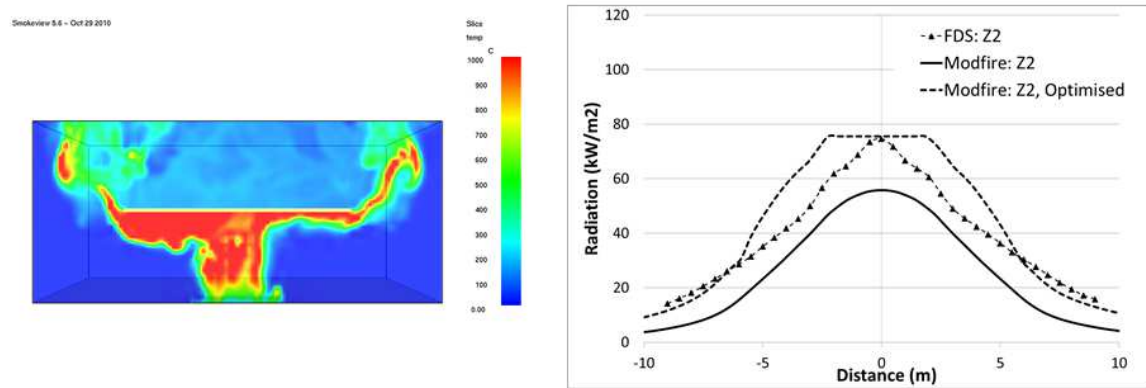 Smokeview 5.6 – Oct 29 2010
Slice
temp
C
1000
900
800
700
600
500
400
300
200
100
0.00
120
100
80
60
40
20
0
Radiation (kW/m2)
FDS: Z2
Modfire: Z2
Modfire: Z2, Optimised
-10
-5
0
5
10
Distance (m)